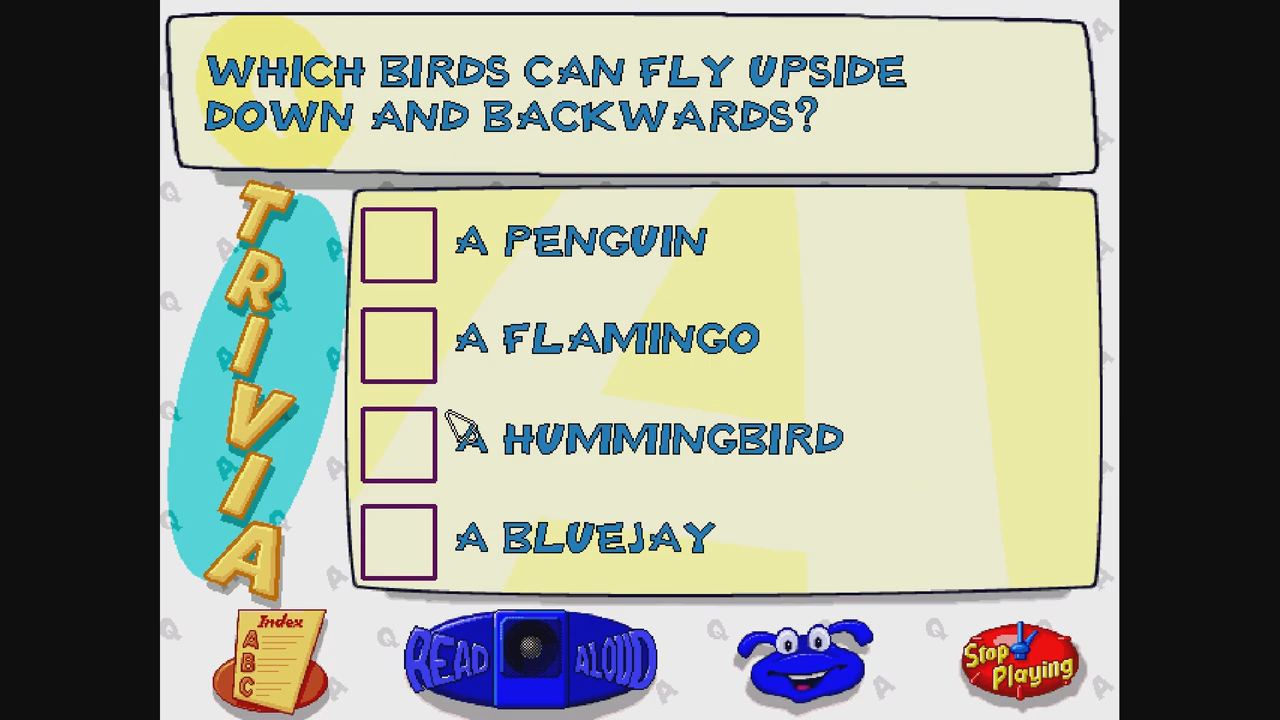 WHICH BIRDS CAN FLY UPSIDE
DOWN AND BACKWARDS?
TRIVIA
A PENGUIN
A FLAMINGO
A HUMMINGBIRD
A BLUEJAY
Index
A
B
C
READ ALOUD
Stop
Playing